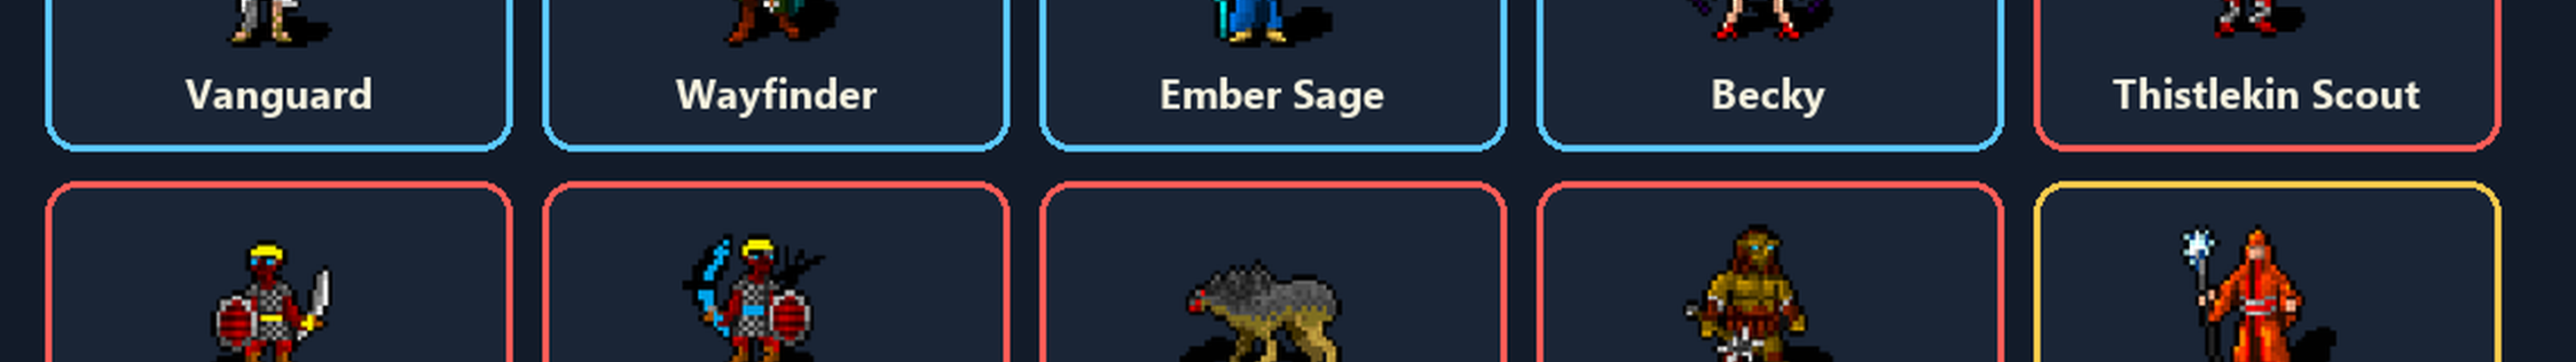 Vanguard
Wayfinder
Ember Sage
Becky
Thistlekin Scout